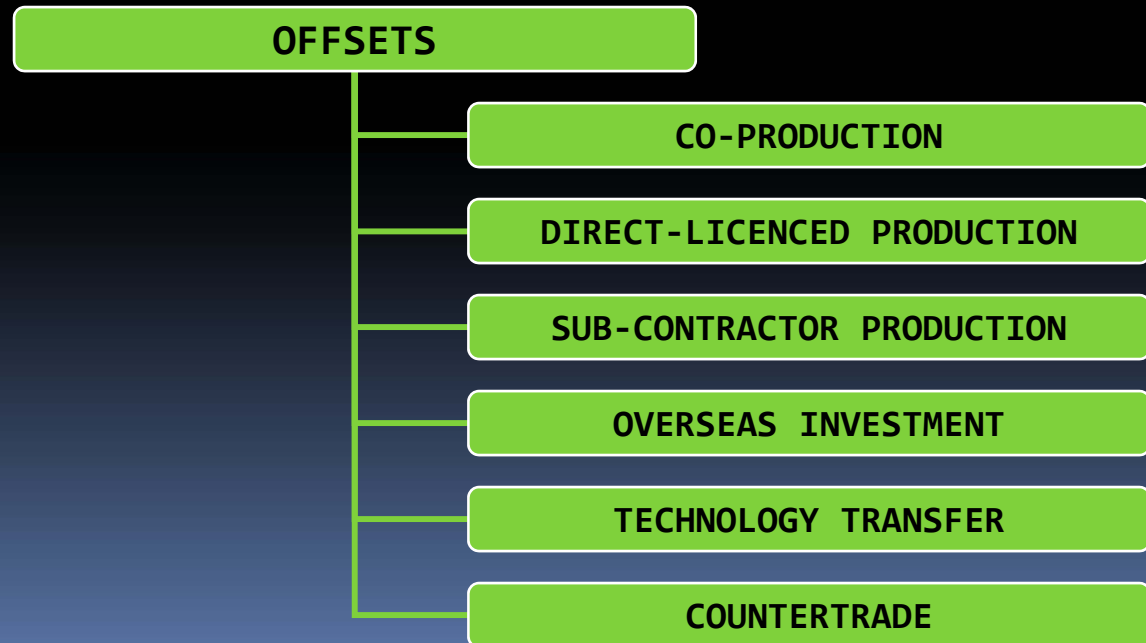 OFFSETS
CO-PRODUCTION
DIRECT-LICENCED PRODUCTION
SUB-CONTRACTOR PRODUCTION
OVERSEAS INVESTMENT
TECHNOLOGY TRANSFER
COUNTERTRADE